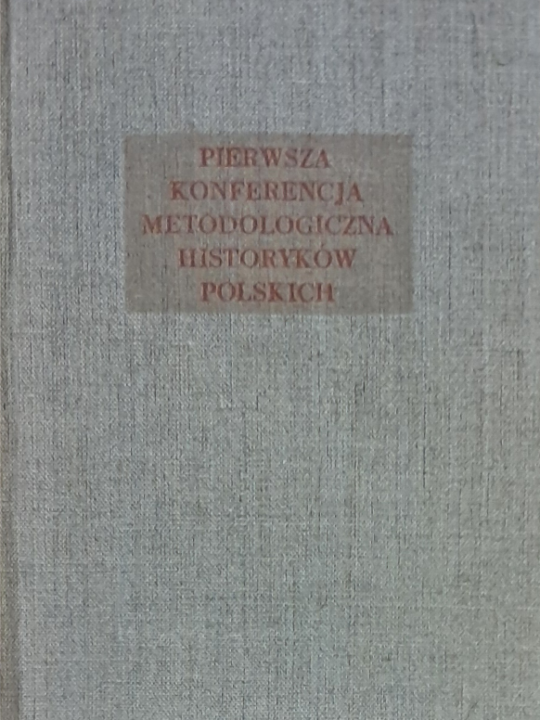 PIERWSZA
KONFERENCJA
METODOLOGICZNA
HISTORYKÓW
POLSKICH